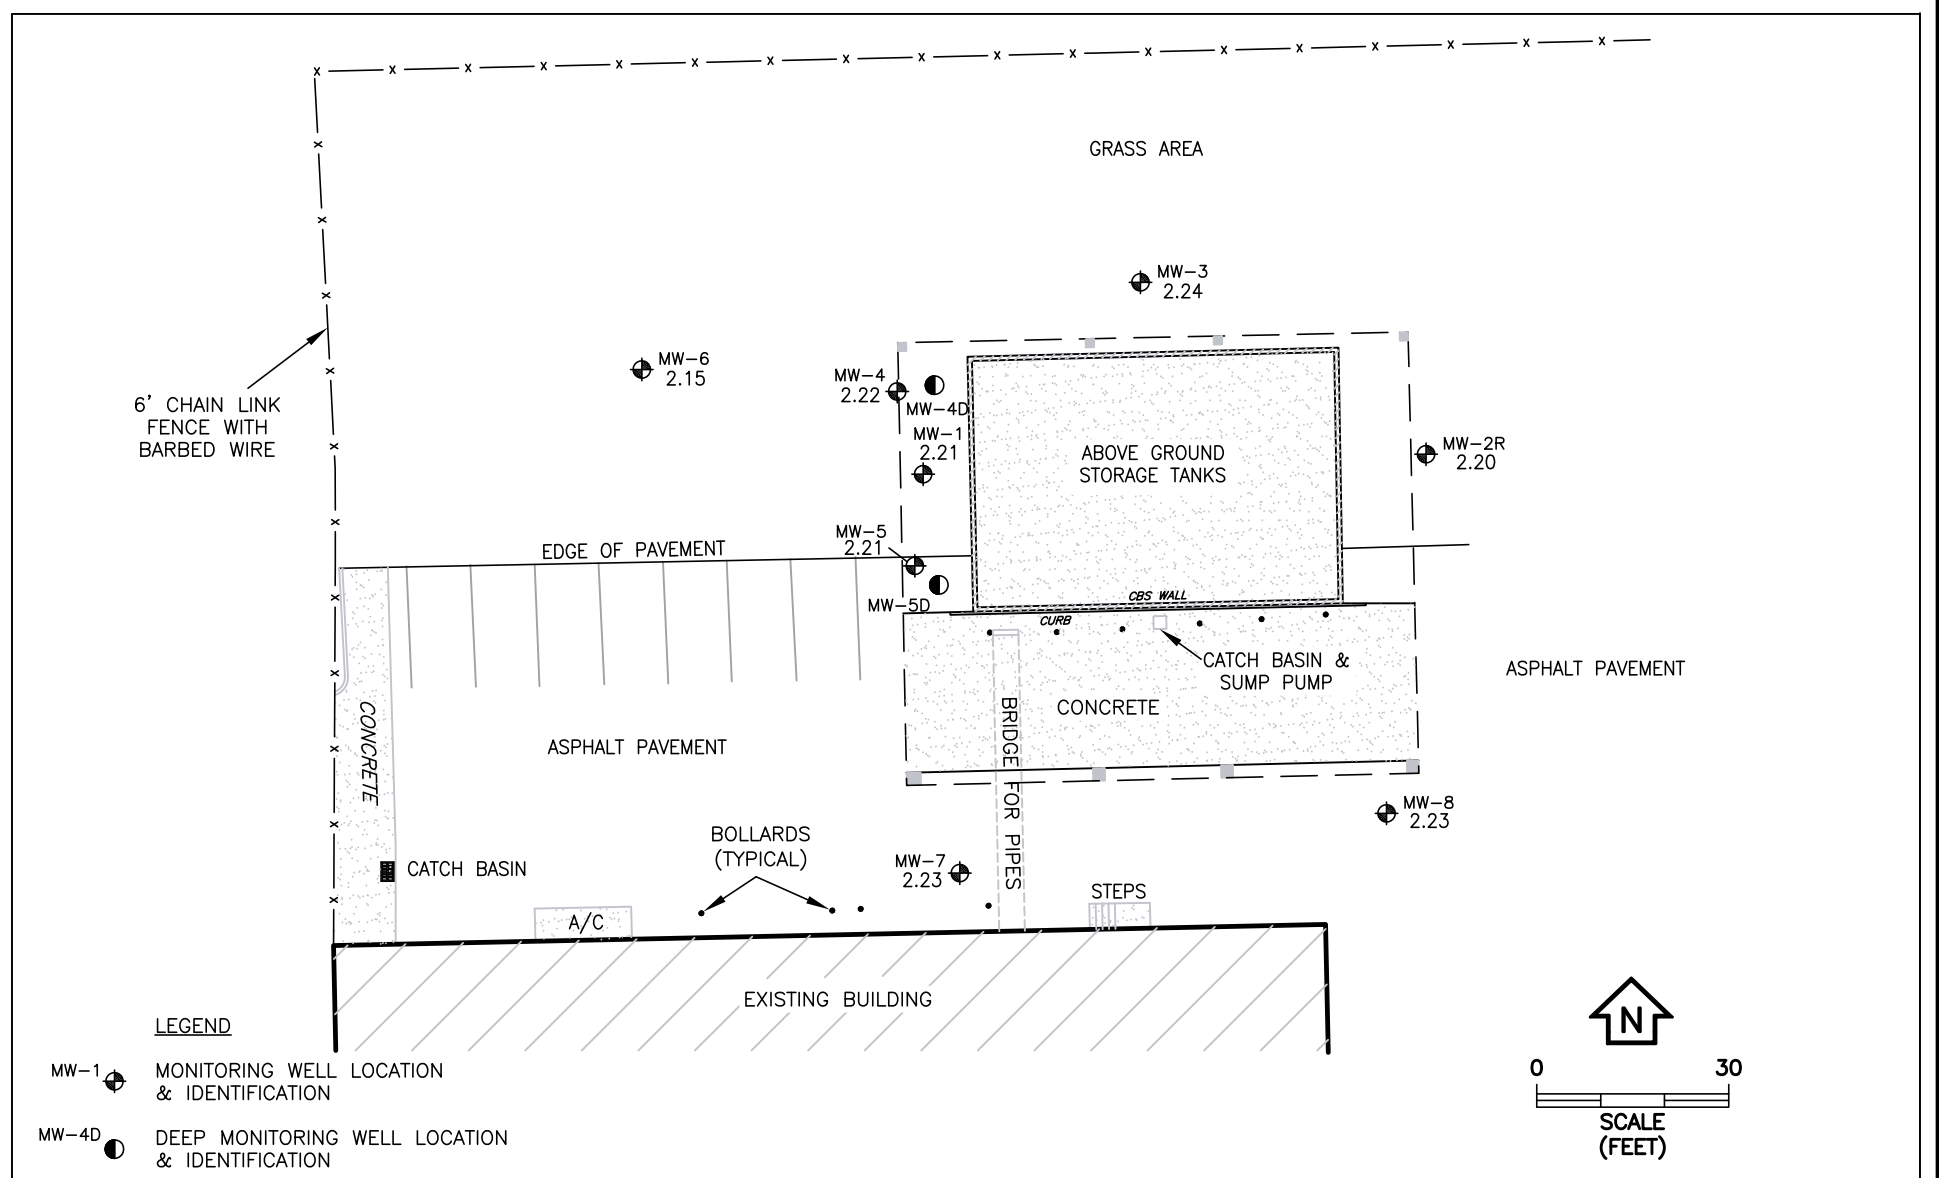 GRASS AREA
MW-3
2.24
MW-6
2.15
MW-4
2.22
MW-4D
MW-1
2.21
6' CHAIN LINK
FENCE WITH
BARBED WIRE
ABOVE GROUND
STORAGE TANKS
MW-2R
2.20
EDGE OF PAVEMENT
MW-5
2.21
MW-5D
CBS WALL
CURB
CATCH BASIN &
SUMP PUMP
ASPHALT PAVEMENT
CONCRETE
CONCRETE
BRIDGE FOR PIPES
ASPHALT PAVEMENT
MW-8
2.23
BOLLARDS
(TYPICAL)
MW-7
2.23
CATCH BASIN
STEPS
A/C
EXISTING BUILDING
LEGEND
MW-1
MONITORING WELL LOCATION
& IDENTIFICATION
MW-4D
DEEP MONITORING WELL LOCATION
& IDENTIFICATION
N
0 30
SCALE
(FEET)